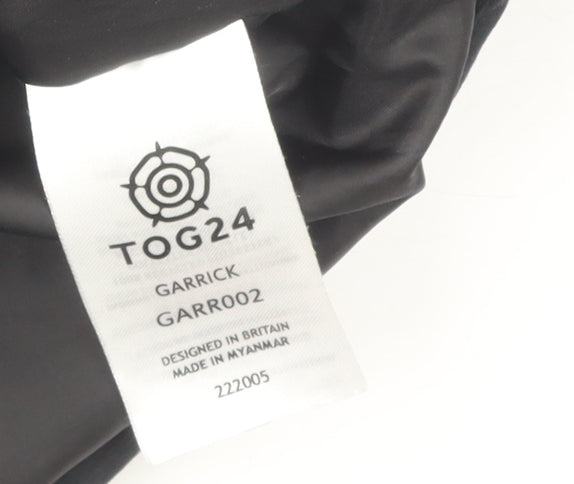 TOG24
GARRICK
GARR002
DESIGNED IN BRITAIN
MADE IN MYANMAR
222005